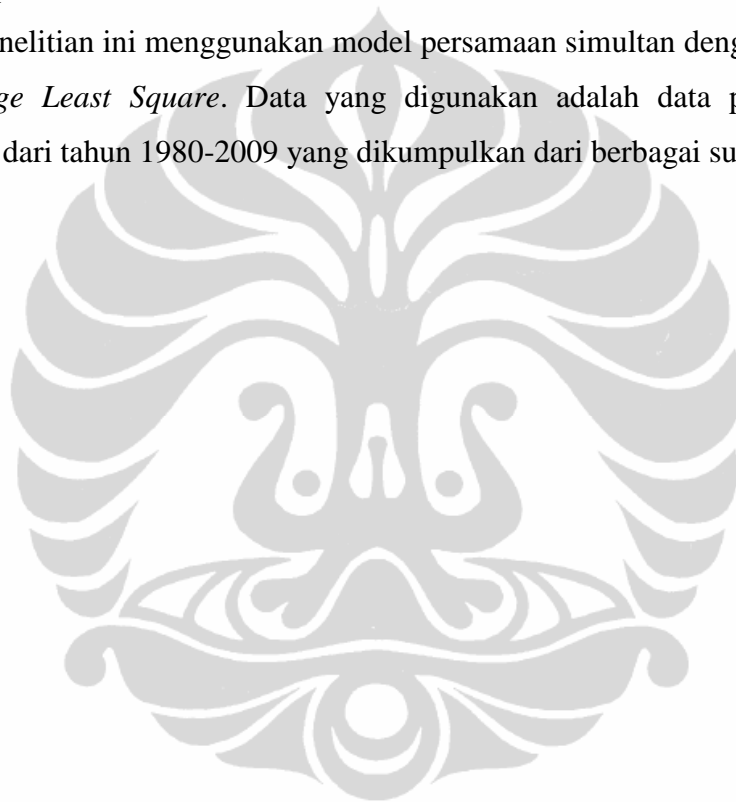 nelitian ini menggunakan model persamaan simultan deng
ge Least Square. Data yang digunakan adalah data p
dari tahun 1980-2009 yang dikumpulkan dari berbagai su